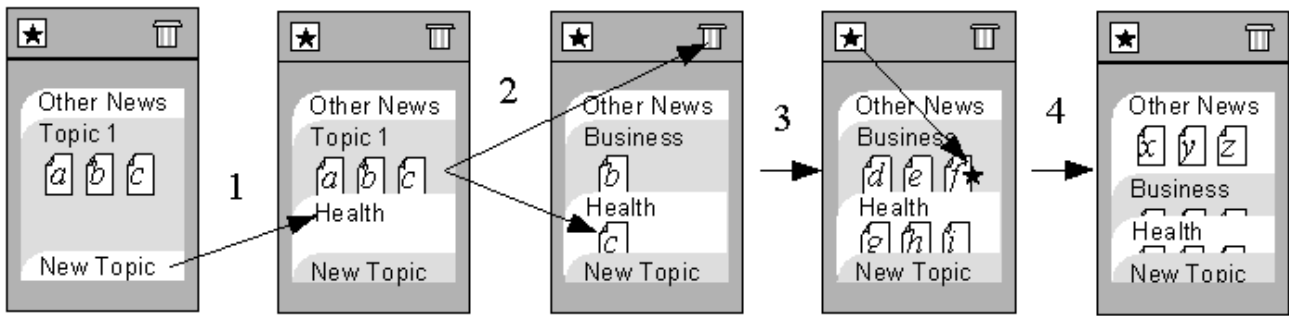 Other News
Topic 1
a b c
New Topic
1
Other News
Topic 1
a b c
Health
New Topic
2
Other News
Business
b
Health
c
New Topic
3
Other News
Business
d e f
Health
g h i
New Topic
4
Other News
x y z
Business
Health
New Topic